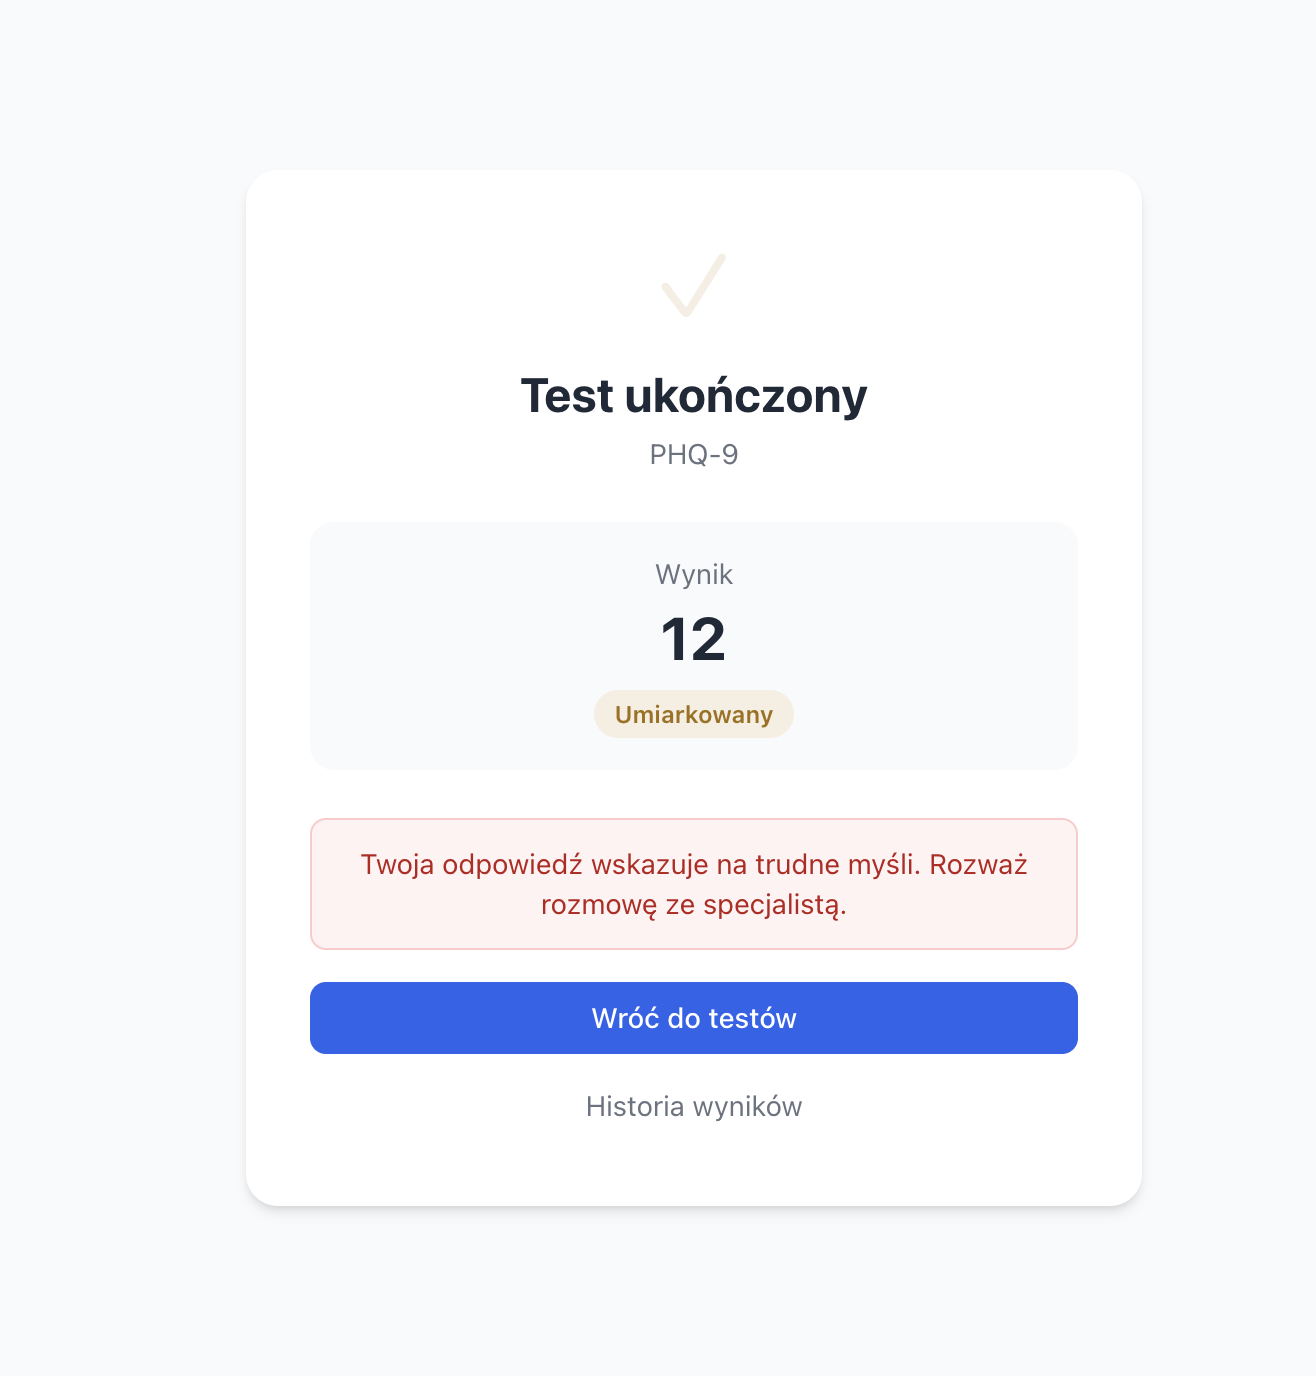 Test ukończony
PHQ-9
Wynik
12
Umiarkowany
Twoja odpowiedź wskazuje na trudne myśli. Rozważ
rozmowę ze specjalistą.
Wróć do testów
Historia wyników